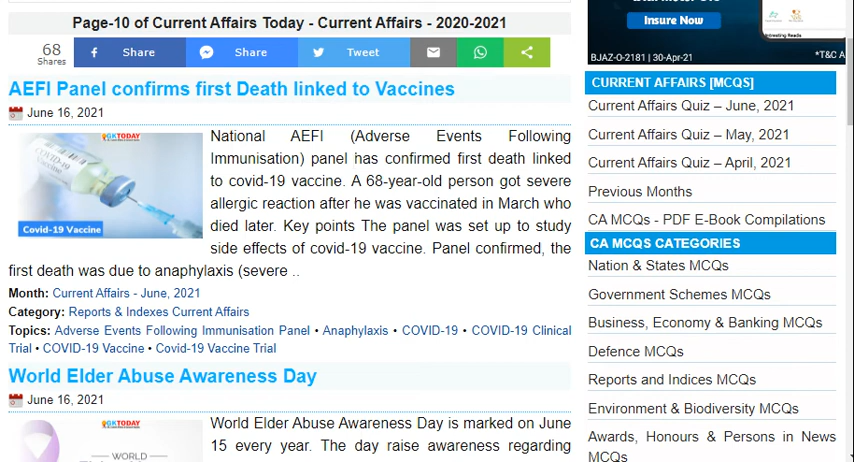 Page-10 of Current Affairs Today - Current Affairs - 2020-2021
68
Shares
Share
Share
Tweet
AEFI Panel confirms first Death linked to Vaccines
June 16, 2021
GKTODAY
COVID-19
Vaccine
Covid-19 Vaccine
National AEFI (Adverse Events Following
Immunisation) panel has confirmed first death linked
to covid-19 vaccine. A 68-year-old person got severe
allergic reaction after he was vaccinated in March who
died later. Key points The panel was set up to study
side effects of covid-19 vaccine. Panel confirmed, the
first death was due to anaphylaxis (severe ..
Month: Current Affairs - June, 2021
Category: Reports & Indexes Current Affairs
Topics: Adverse Events Following Immunisation Panel • Anaphylaxis • COVID-19 • COVID-19 Clinical
Trial • COVID-19 Vaccine • Covid-19 Vaccine Trial
World Elder Abuse Awareness Day
June 16, 2021
GKTODAY
WORLD
World Elder Abuse Awareness Day is marked on June
15 every year. The day raise awareness regarding
Insure Now
BJAZ-O-2181 | 30-Apr-21
*T&C A
CURRENT AFFAIRS [MCQS]
Current Affairs Quiz – June, 2021
Current Affairs Quiz – May, 2021
Current Affairs Quiz – April, 2021
Previous Months
CA MCQs - PDF E-Book Compilations
CA MCQS CATEGORIES
Nation & States MCQs
Government Schemes MCQs
Business, Economy & Banking MCQs
Defence MCQs
Reports and Indices MCQs
Environment & Biodiversity MCQs
Awards, Honours & Persons in News
MCQs